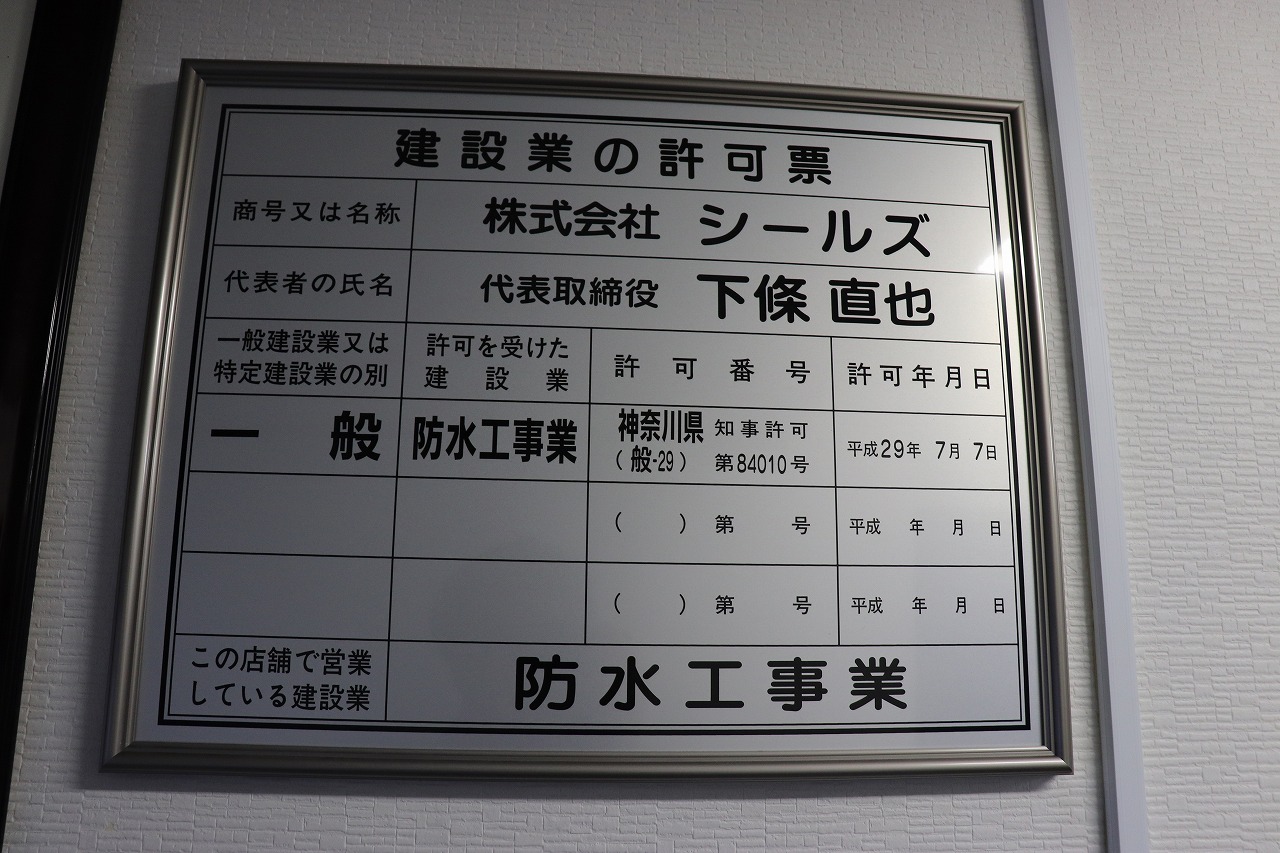 建設業の許可票
商号又は名称 株式会社 シールズ
代表者の氏名 代表取締役 下條 直也
一般建設業又は
特定建設業の別
許可を受けた
建設業
許可番号
許可年月日
一般
防水工事業
神奈川県 知事許可
(般-29) 第84010号
平成29年 7月 7日
( ) 第 号
平成 年 月 日
( ) 第 号
平成 年 月 日
この店舗で営業
している建設業
防水工事業